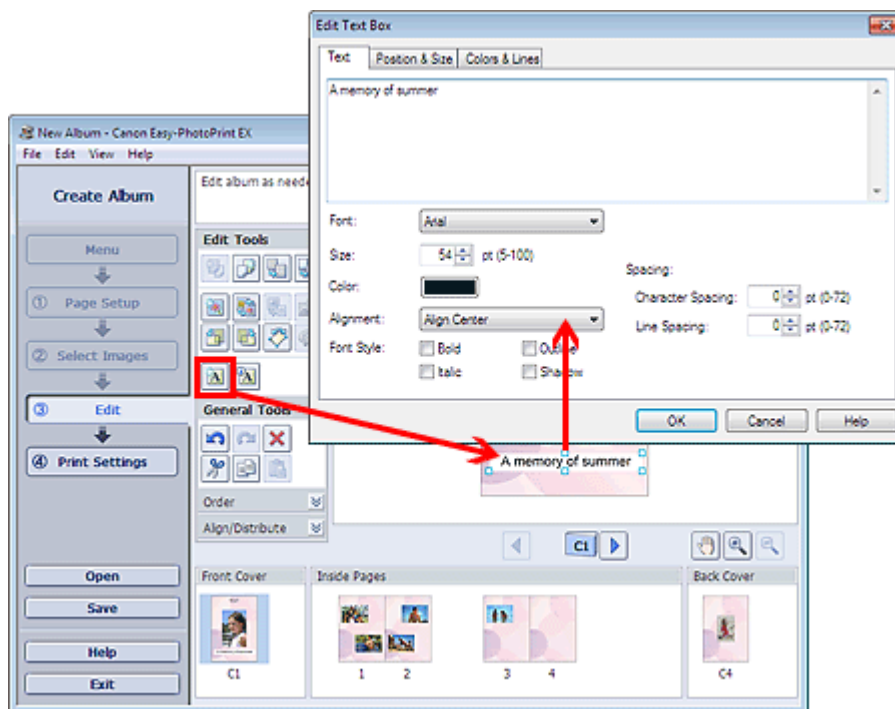 Edit Text Box
Text Position & Size Colors & Lines
A memory of summer
Font: Arial
Size: 54 pt (5-100)
Color:
Alignment: Align Center
Font Style: Bold Outline
Italic Shadow
Spacing:
Character Spacing: 0 pt (0-72)
Line Spacing: 0 pt (0-72)
OK Cancel Help
New Album - Canon Easy-PhotoPrint EX
File Edit View Help
Create Album
Menu
① Page Setup
② Select Images
③ Edit
④ Print Settings
Open
Save
Help
Exit
Edit album as
Edit Tools
A A
General Tools
Order
Align/Distribute
A memory of summer
C1
Front Cover
C1
Inside Pages
1 2 3 4
Back Cover
C4